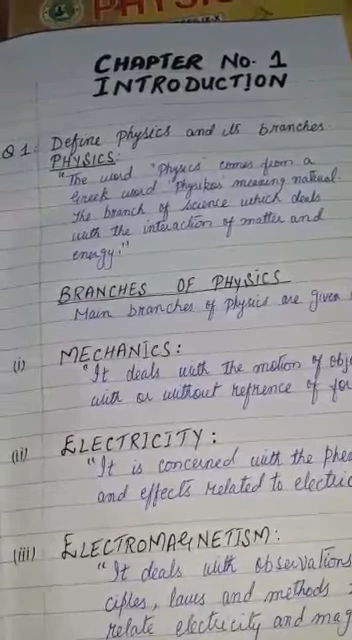 PHYSI
CHAPTER No. 1
INTRODUCTION
Q 1: Define Physics and its branches.
PHYSICS:
"The word "Physics" comes from a
Greek word "Physikos" meaning natural.
The branch of science which deals
with the interaction of matter and
energy."
BRANCHES OF PHYSICS
Main branches of Physics are given
(i) MECHANICS:
"It deals with the motion of obje
with or without refrence of fo
(ii) ELECTRICITY:
"It is concerned with the Phe
and effects related to electric
(iii) ELECTROMAGNETISM:
"It deals with observations
ciples, laws and methods
relate electricity and mag